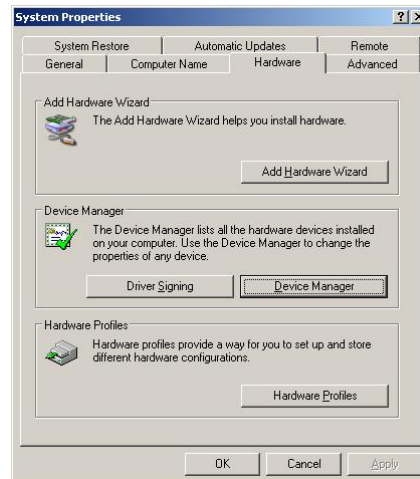 System Properties
System Restore Automatic Updates Remote
General Computer Name Hardware Advanced
Add Hardware Wizard
The Add Hardware Wizard helps you install hardware.
Add Hardware Wizard
Device Manager
The Device Manager lists all the hardware devices installed
on your computer. Use the Device Manager to change the
properties of any device.
Driver Signing Device Manager
Hardware Profiles
Hardware profiles provide a way for you to set up and store
different hardware configurations.
Hardware Profiles
OK Cancel Apply